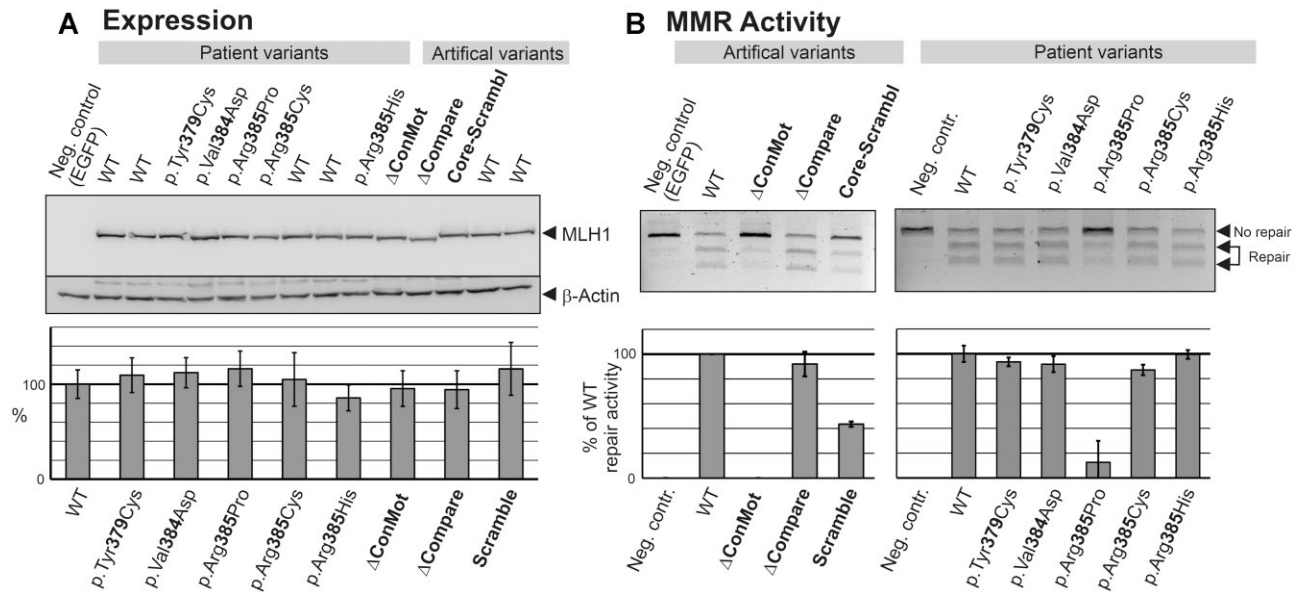 A Expression
Patient variants
Artifical variants
Neg. control
(EGFP)
WT
WT
p.Tyr379Cys
p.Val384Asp
p.Arg385Pro
p.Arg385Cys
WT
WT
p.Arg385His
ΔConMot
ΔCompare
Core-Scrambl
WT
WT
MLH1
β-Actin
100
%
0
WT
p.Tyr379Cys
p.Val384Asp
p.Arg385Pro
p.Arg385Cys
p.Arg385His
ΔConMot
ΔCompare
Scramble
B MMR Activity
Artifical variants
Patient variants
Neg. control
(EGFP)
WT
ΔConMot
ΔCompare
Core-Scrambl
Neg. contr.
WT
p.Tyr379Cys
p.Val384Asp
p.Arg385Pro
p.Arg385Cys
p.Arg385His
No repair
Repair
% of WT
repair activity
100
0
Neg. contr.
WT
ΔConMot
ΔCompare
Scramble
100
0
Neg. contr.
WT
p.Tyr379Cys
p.Val384Asp
p.Arg385Pro
p.Arg385Cys
p.Arg385His